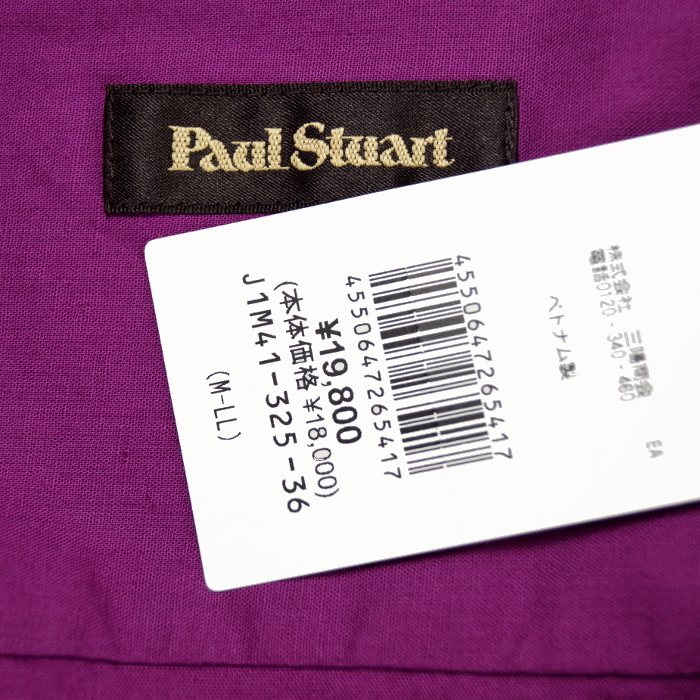 Paul Stuart
株式会社 三陽商会
電話0120-340-460
EA
ベトナム製
4550647265417
4550647265417
¥19,800
(本体価格 ¥18,000)
J1M41-325-36
(M-LL)